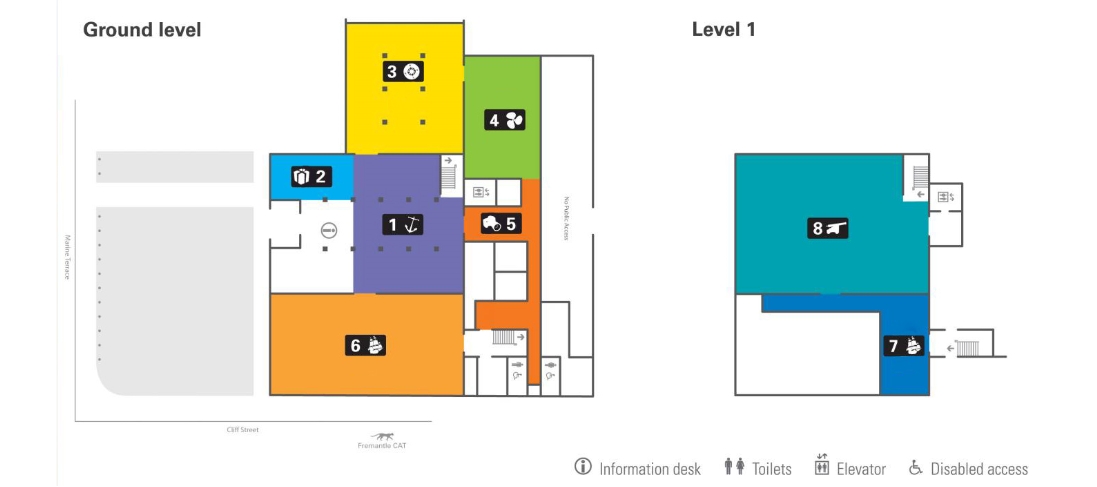 Ground level
Level 1
3
4
2
1
5
No Public Access
8
Marine Terrace
6
7
Cliff Street
Fremantle CAT
Information desk
Toilets
Elevator
Disabled access